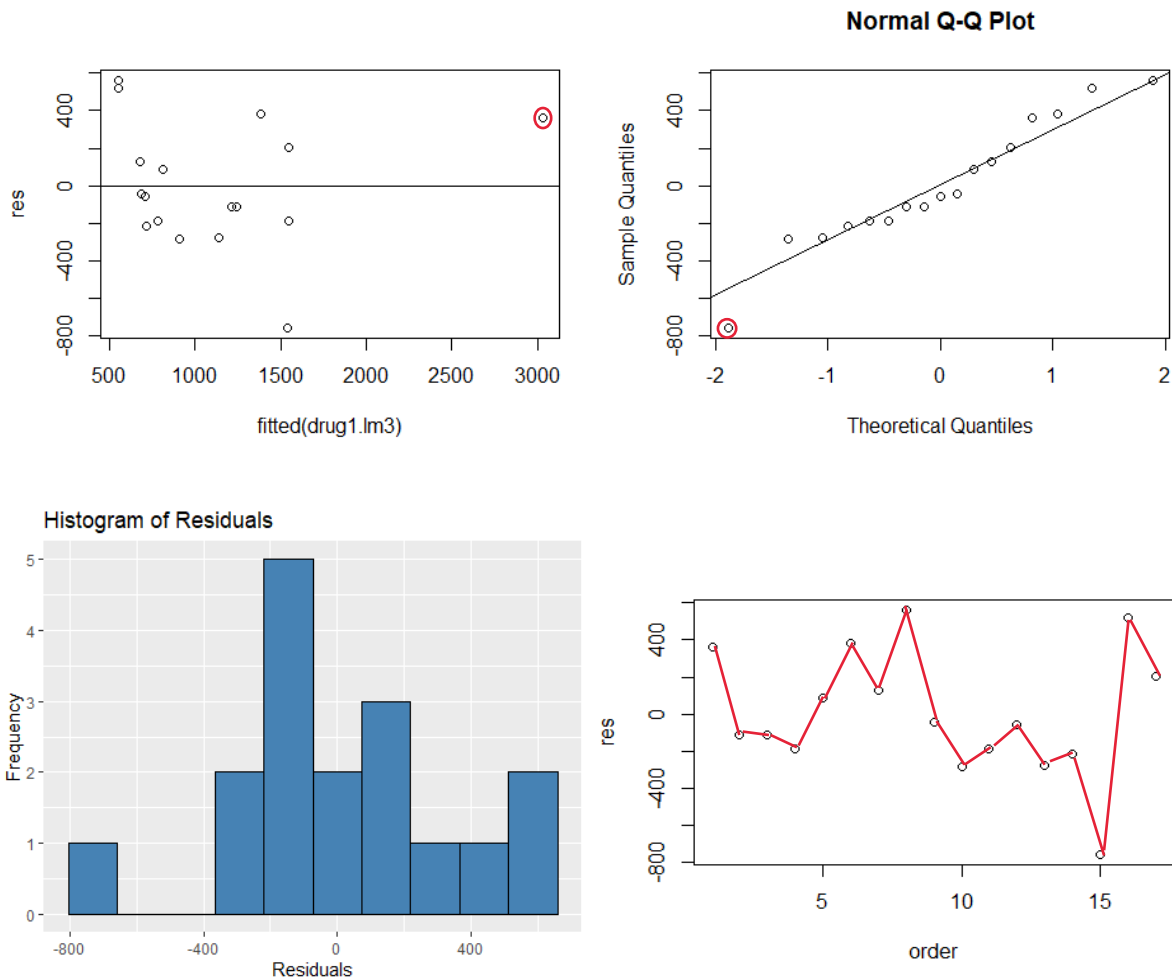 Normal Q-Q Plot
res
400
0
-400
-800
500 1000 1500 2000 2500 3000
fitted(drug1.lm3)
Sample Quantiles
400
0
-400
-800
-2 -1 0 1 2
Theoretical Quantiles
Histogram of Residuals
Frequency
5
4
3
2
1
0
-800 -400 0 400
Residuals
res
400
0
-400
-800
5 10 15
order